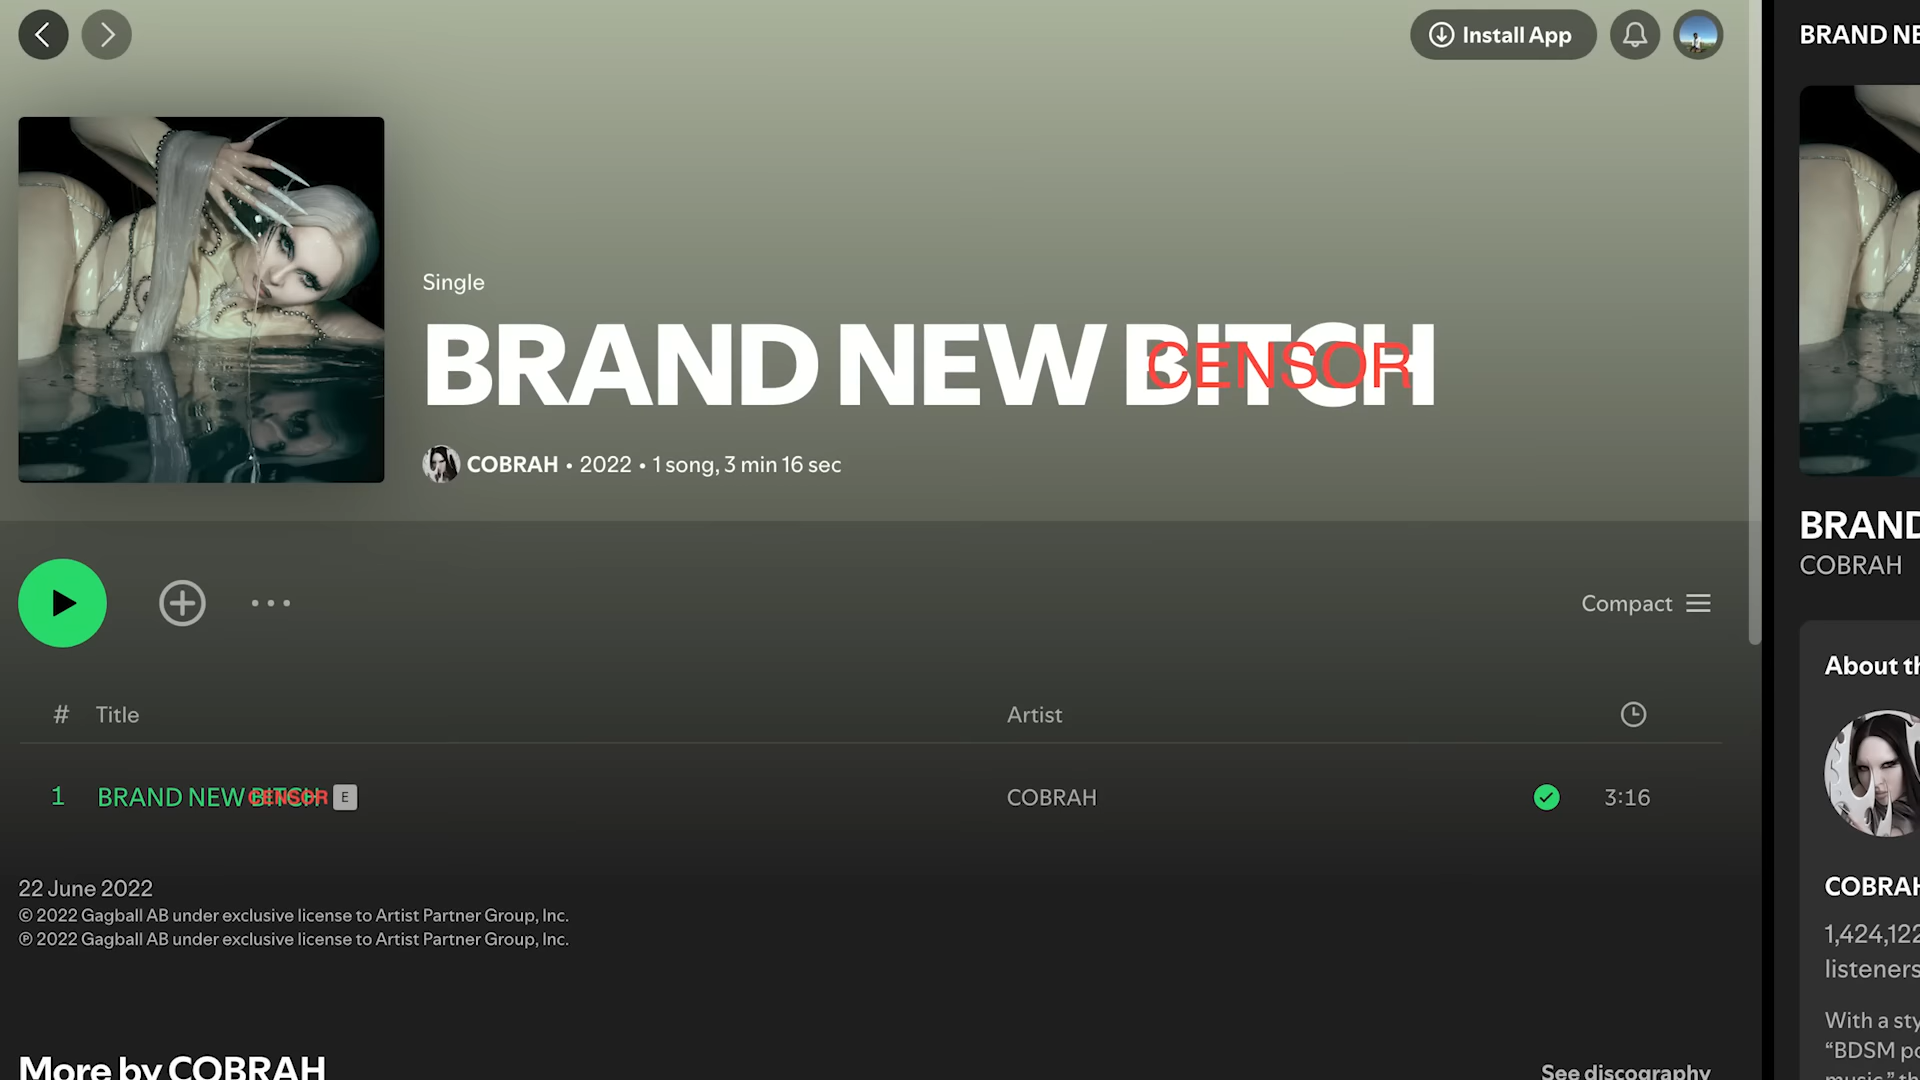 Install App
BRAND NE
Single
BRAND NEW BITCH
CENSOR
COBRAH • 2022 • 1 song, 3 min 16 sec
BRAND
COBRAH
Compact
About th
# Title Artist
1 BRAND NEW BITCH E COBRAH 3:16
CENSOR
22 June 2022
© 2022 Gagball AB under exclusive license to Artist Partner Group, Inc.
℗ 2022 Gagball AB under exclusive license to Artist Partner Group, Inc.
COBRAH
1,424,122
listeners
With a sty
“BDSM po
music,” th
More by COBRAH
See discography